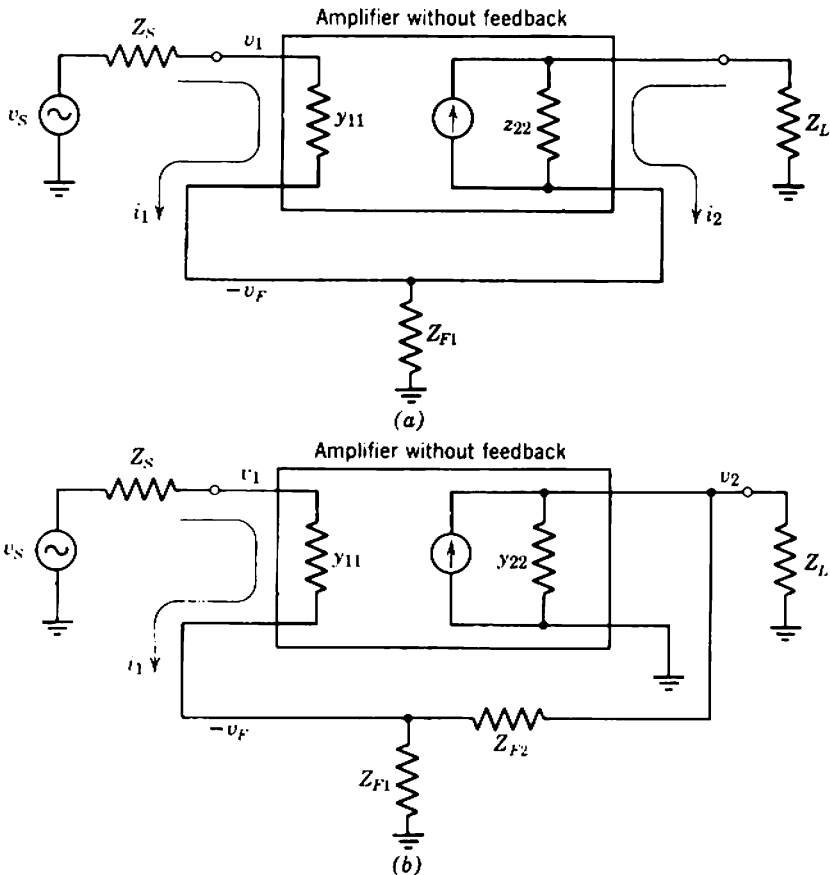 Amplifier without feedback
Z_S
v_1
v_S
y_11
z_22
Z_L
i_1
i_2
-v_F
Z_F1
(a)
Amplifier without feedback
Z_S
v_1
v_2
v_S
y_11
y_22
Z_L
i_1
-v_F
Z_F2
Z_F1
(b)